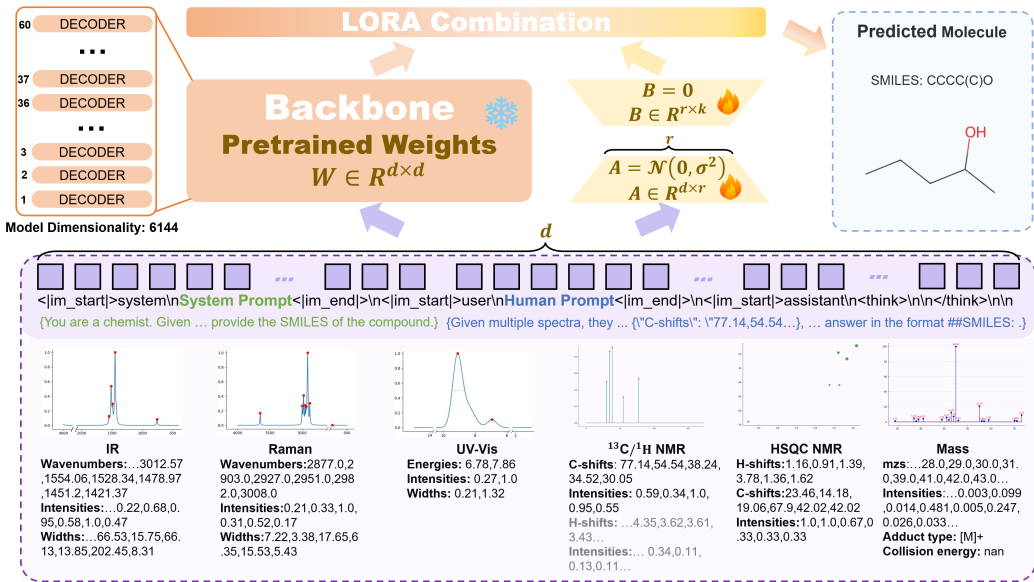 60 DECODER
...
37 DECODER
36 DECODER
...
3 DECODER
2 DECODER
1 DECODER
Model Dimensionality: 6144
LORA Combination
Backbone
Pretrained Weights
W ∈ R^{d×d}
B = 0
B ∈ R^{r×k}
r
A = 𝒩(0, σ²)
A ∈ R^{d×r}
Predicted Molecule
SMILES: CCCC(C)O
OH
d
...
...
...
<|im_start|>system\nSystem Prompt<|im_end|>\n<|im_start|>user\nHuman Prompt<|im_end|>\n<|im_start|>assistant\n<think>\n\n</think>\n\n
{You are a chemist. Given … provide the SMILES of the compound.} {Given multiple spectra, they ... {\"C-shifts\": \"77.14,54.54…}, … answer in the format ##SMILES: .}
IR
Wavenumbers:…3012.57
,1554.06,1528.34,1478.97
,1451.2,1421.37
Intensities:…0.22,0.68,0.
95,0.58,1.0,0.47
Widths:…66.53,15.75,66.
13,13.85,202.45,8.31
Raman
Wavenumbers:2877.0,2
903.0,2927.0,2951.0,298
2.0,3008.0
Intensities:0.21,0.33,1.0,
0.31,0.52,0.17
Widths:7.22,3.38,17.65,6
.35,15.53,5.43
UV-Vis
Energies: 6.78,7.86
Intensities: 0.27,1.0
Widths: 0.21,1.32
¹³C/¹H NMR
C-shifts: 77.14,54.54,38.24,
34.52,30.05
Intensities: 0.59,0.34,1.0,
0.95,0.55
H-shifts: …4.35,3.62,3.61,
3.43…
Intensities:… 0.34,0.11,
0.13,0.11…
HSQC NMR
H-shifts:1.16,0.91,1.39,
3.78,1.36,1.62
C-shifts:23.46,14.18,
19.06,67.9,42.02,42.02
Intensities:1.0,1.0,0.67,0
.33,0.33,0.33
Mass
mzs:…28.0,29.0,30.0,31.
0,39.0,41.0,42.0,43.0…
Intensities:…0.003,0.099
,0.014,0.481,0.005,0.247,
0.026,0.033…
Adduct type: [M]+
Collision energy: nan